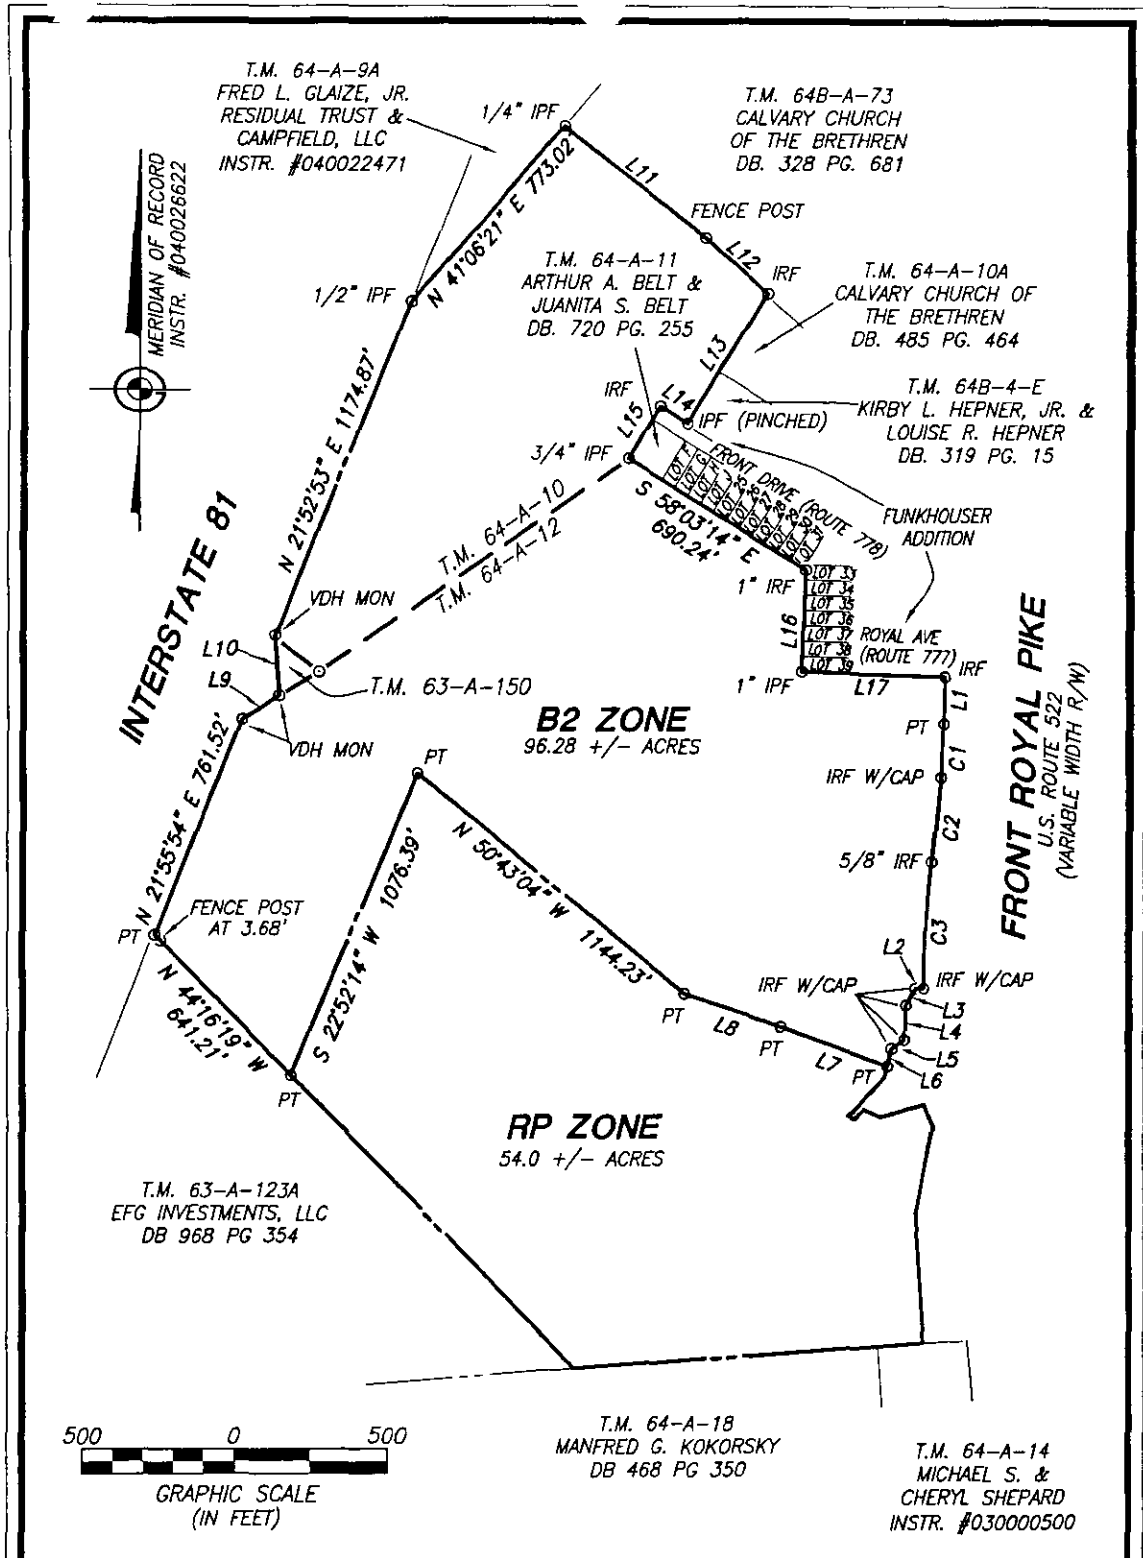 T.M. 64-A-9A
FRED L. GLAIZE, JR.
RESIDUAL TRUST &
CAMPFIELD, LLC
INSTR. #040022471
1/4" IPF
T.M. 64B-A-73
CALVARY CHURCH
OF THE BRETHREN
DB. 328 PG. 681
MERIDIAN OF RECORD
INSTR. #040026622
N 41°06'21" E 773.02'
L11
FENCE POST
L12
IRF
1/2" IPF
T.M. 64-A-11
ARTHUR A. BELT &
JUANITA S. BELT
DB. 720 PG. 255
T.M. 64-A-10A
CALVARY CHURCH OF
THE BRETHREN
DB. 485 PG. 464
L13
IRF
L14
L15
IPF (PINCHED)
T.M. 64B-4-E
KIRBY L. HEPNER, JR. &
LOUISE R. HEPNER
DB. 319 PG. 15
3/4" IPF
N 21°52'53" E 1174.87'
FRONT DRIVE (ROUTE 778)
LOT F
LOT G
LOT H
S 58°03'14" E
690.24'
FUNKHOUSER
ADDITION
T.M. 64-A-10
T.M. 64-A-12
INTERSTATE 81
1" IRF
LOT 33
LOT 34
LOT 35
LOT 36
LOT 37
LOT 38
LOT 39
L16
ROYAL AVE
(ROUTE 777)
VDH MON
L10
L9
T.M. 63-A-150
1" IPF
L17
IRF
L1
PT
FRONT ROYAL PIKE
U.S. ROUTE 522
(VARIABLE WIDTH R/W)
B2 ZONE
96.28 +/- ACRES
VDH MON
N 21°55'54" E 761.52'
PT
IRF W/CAP
C1
C2
5/8" IRF
C3
N 50°43'04" W 1144.23'
S 22°52'14" W 1076.39'
FENCE POST
AT 3.68'
PT
N 44°16'19" W
641.21'
L2
IRF W/CAP
IRF W/CAP
L3
L4
L5
L6
PT
L8
PT
L7
PT
PT
RP ZONE
54.0 +/- ACRES
T.M. 63-A-123A
EFG INVESTMENTS, LLC
DB 968 PG 354
500 0 500
GRAPHIC SCALE
(IN FEET)
T.M. 64-A-18
MANFRED G. KOKORSKY
DB 468 PG 350
T.M. 64-A-14
MICHAEL S. &
CHERYL SHEPARD
INSTR. #030000500